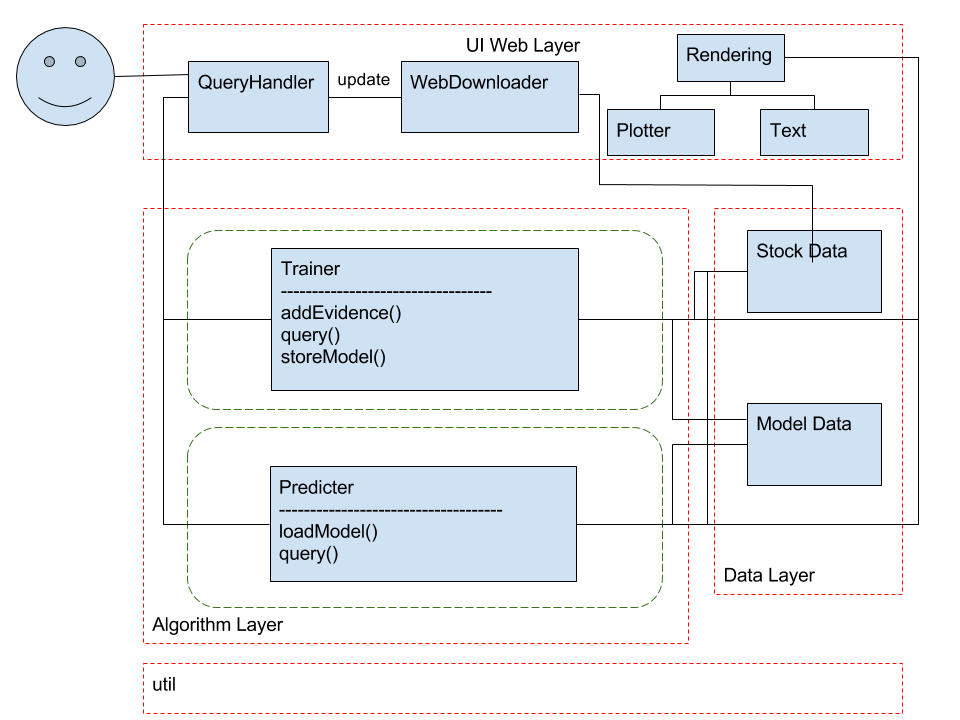 UI Web Layer
QueryHandler
update
WebDownloader
Rendering
Plotter
Text
Trainer
----------------------------------
addEvidence()
query()
storeModel()
Stock Data
Model Data
Predicter
------------------------------------
loadModel()
query()
Data Layer
Algorithm Layer
util